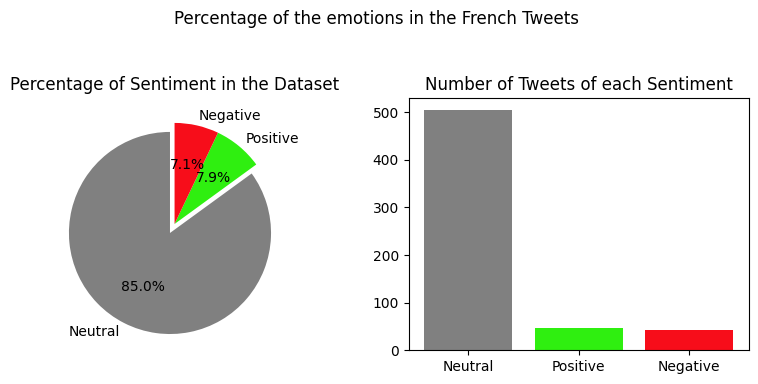 Percentage of the emotions in the French Tweets
Percentage of Sentiment in the Dataset
Negative
Positive
7.1%
7.9%
85.0%
Neutral
Number of Tweets of each Sentiment
500
400
300
200
100
0
Neutral Positive Negative